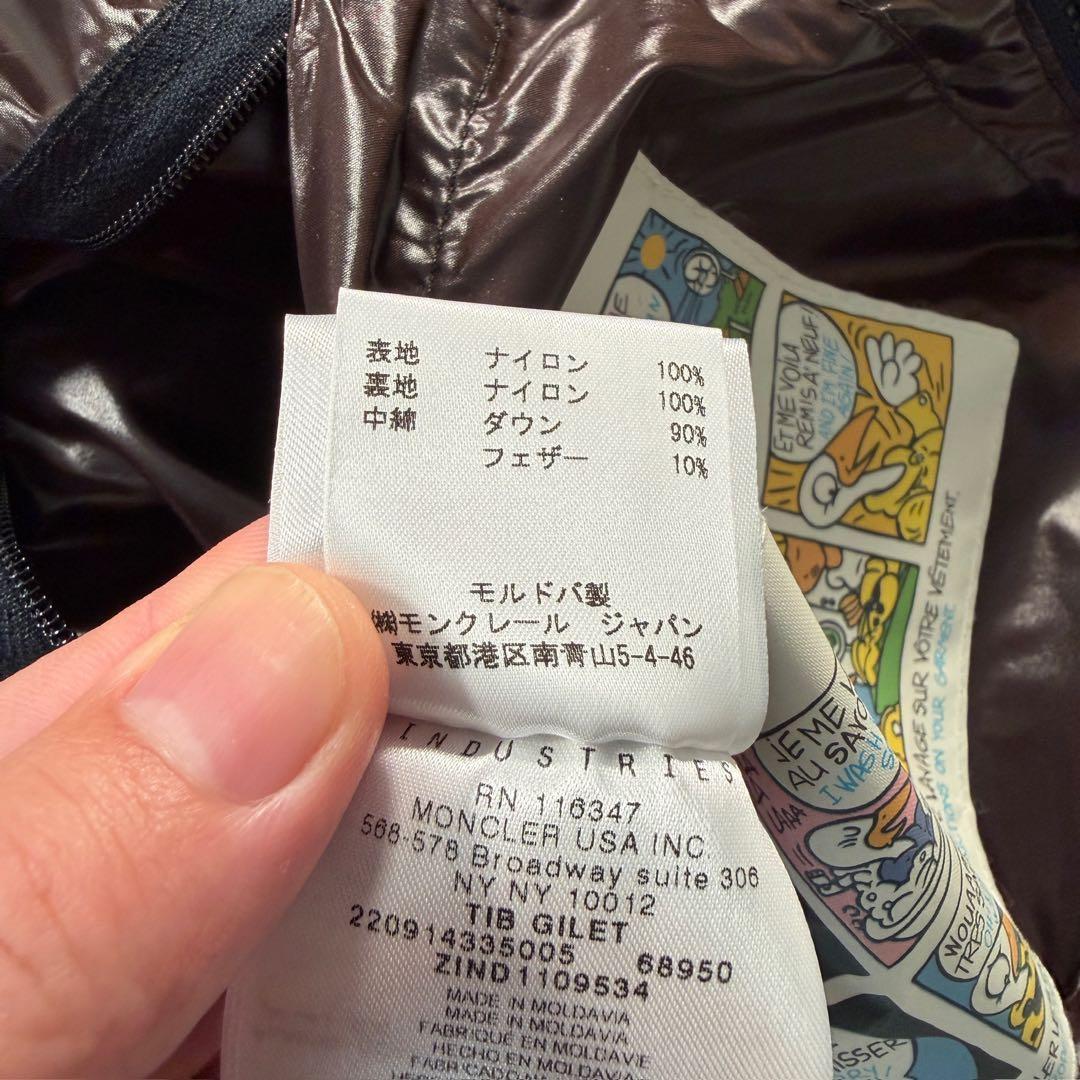 表地 ナイロン 100%
裏地 ナイロン 100%
中綿 ダウン 90%
フェザー 10%
モルドバ製
㈱モンクレール ジャパン
東京都港区南青山5-4-46
INDUSTRIES
RN 116347
MONCLER USA INC.
568-578 Broadway suite 306
NY NY 10012
TIB GILET
220914335005 68950
ZIND1109534
MADE IN MOLDAVIA
MADE IN MOLDAVIA
FABRIQUE EN MOLDAVIE
HECHO EN MOLDAVIA
ET ME VOILA
REMIS A NEUF!
AND I'M FINE
AGAIN!
LAVAGE SUR VOTRE VÊTEMENT.
ON YOUR GARMENT
JE ME
AU SAVO
I WASH
LAAA
TRES